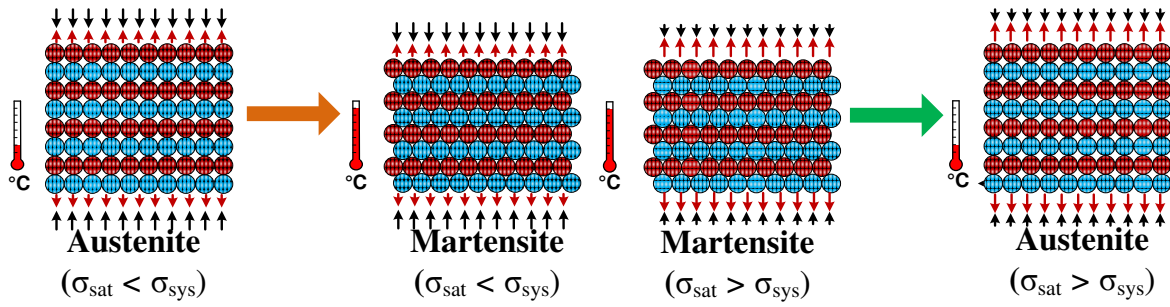 °C
°C
°C
°C
Austenite
(σsat < σsys)
Martensite
(σsat < σsys)
Martensite
(σsat > σsys)
Austenite
(σsat > σsys)